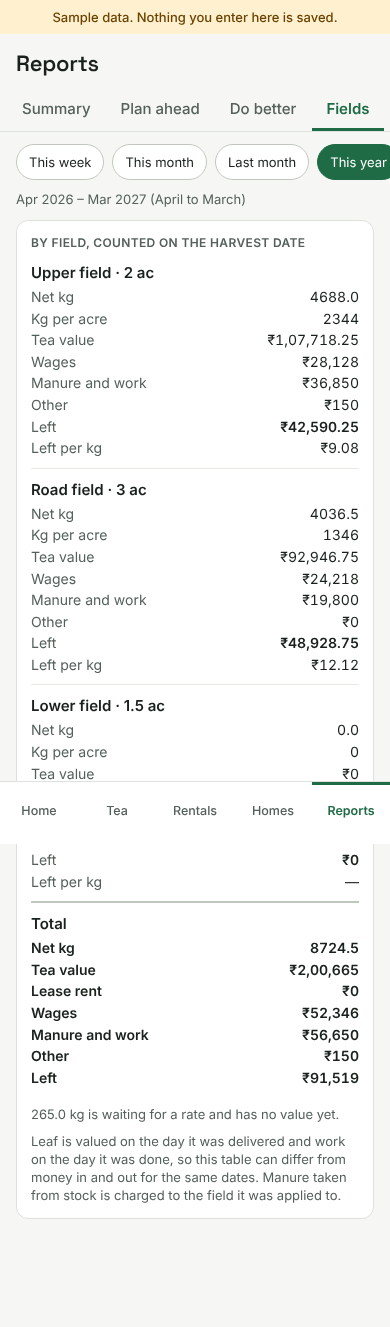 Sample data. Nothing you enter here is saved.
Reports
Summary Plan ahead Do better Fields
This week This month Last month This year
Apr 2026 – Mar 2027 (April to March)
BY FIELD, COUNTED ON THE HARVEST DATE
Upper field · 2 ac
Net kg 4688.0
Kg per acre 2344
Tea value ₹1,07,718.25
Wages ₹28,128
Manure and work ₹36,850
Other ₹150
Left ₹42,590.25
Left per kg ₹9.08
Road field · 3 ac
Net kg 4036.5
Kg per acre 1346
Tea value ₹92,946.75
Wages ₹24,218
Manure and work ₹19,800
Other ₹0
Left ₹48,928.75
Left per kg ₹12.12
Lower field · 1.5 ac
Net kg 0.0
Kg per acre 0
Tea value ₹0
Home Tea Rentals Homes Reports
Left ₹0
Left per kg —
Total
Net kg 8724.5
Tea value ₹2,00,665
Lease rent ₹0
Wages ₹52,346
Manure and work ₹56,650
Other ₹150
Left ₹91,519
265.0 kg is waiting for a rate and has no value yet.
Leaf is valued on the day it was delivered and work
on the day it was done, so this table can differ from
money in and out for the same dates. Manure taken
from stock is charged to the field it was applied to.